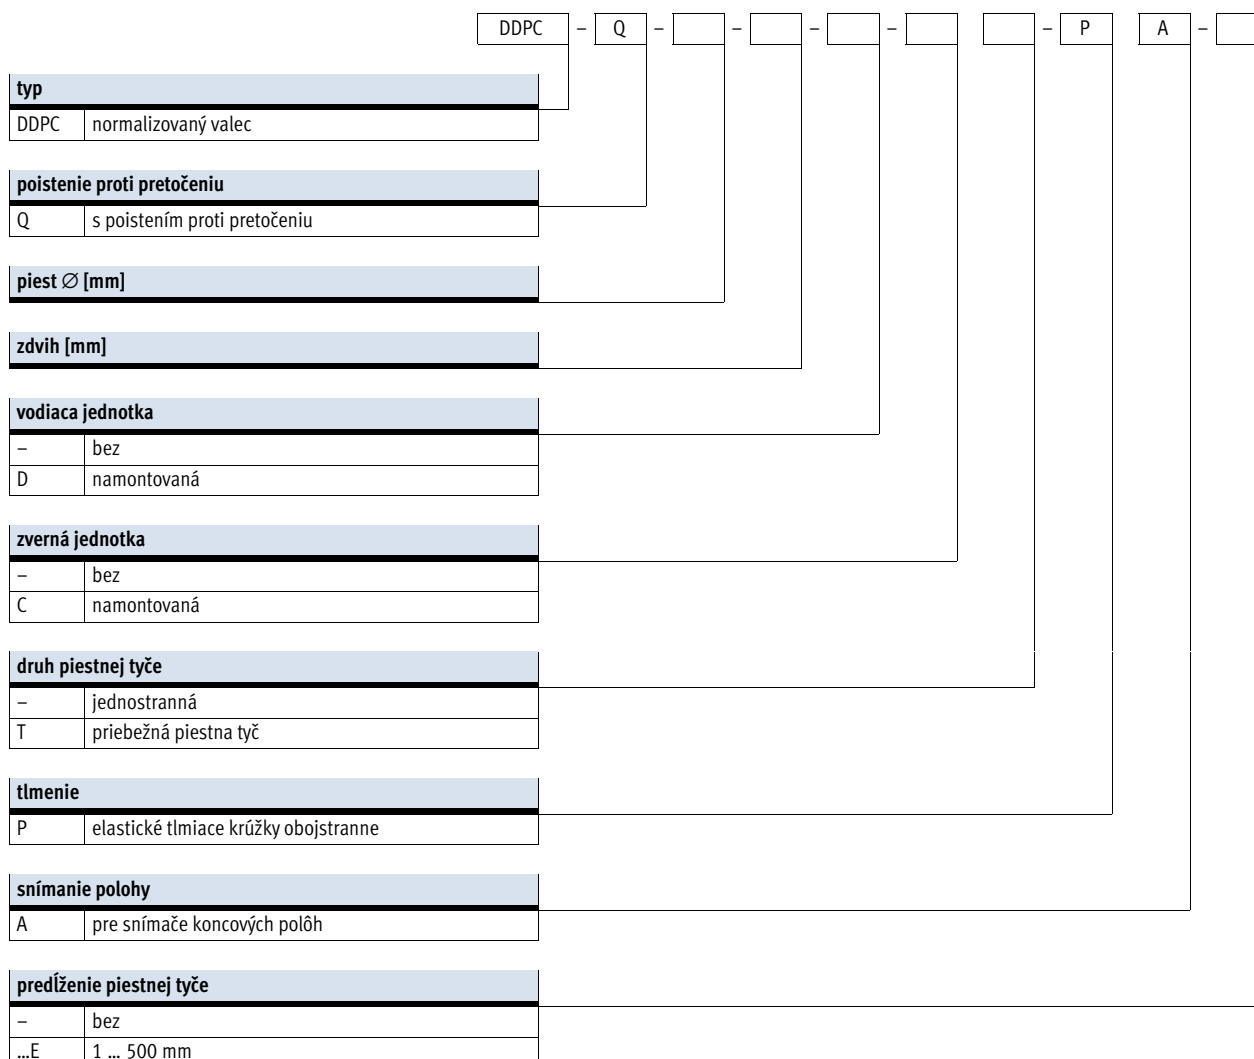 DDPC – Q – – – – – P A –
typ
DDPC normalizovaný valec
poistenie proti pretočeniu
Q s poistením proti pretočeniu
piest ∅ [mm]
zdvih [mm]
vodiaca jednotka
– bez
D namontovaná
zverná jednotka
– bez
C namontovaná
druh piestnej tyče
– jednostranná
T priebežná piestna tyč
tlmenie
P elastické tlmiace krúžky obojstranne
snímanie polohy
A pre snímače koncových polôh
predĺženie piestnej tyče
– bez
...E 1 ... 500 mm